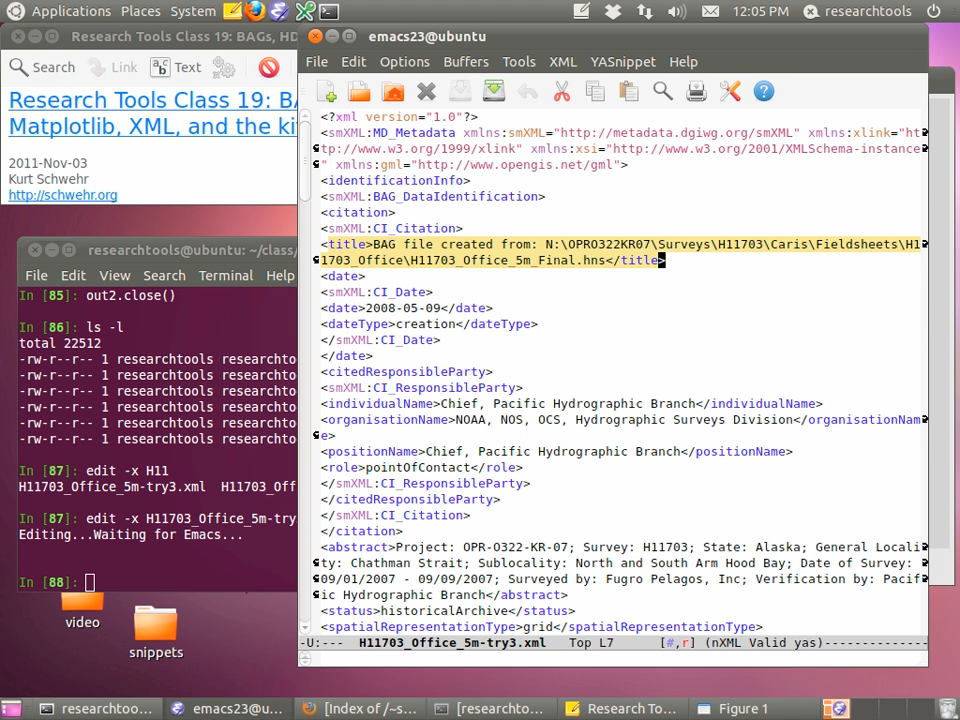 Applications Places System 12:05 PM researchtools
Research Tools Class 19: BAGs, HD
Search Link Text
Research Tools Class 19: BA
Matplotlib, XML, and the ki
2011-Nov-03
Kurt Schwehr
http://schwehr.org
researchtools@ubuntu: ~/class/
File Edit View Search Terminal Help
In [85]: out2.close()
In [86]: ls -l
total 22512
-rw-r--r-- 1 researchtools researchto
-rw-r--r-- 1 researchtools researchto
-rw-r--r-- 1 researchtools researchto
-rw-r--r-- 1 researchtools researchto
-rw-r--r-- 1 researchtools researchto
-rw-r--r-- 1 researchtools researchto
In [87]: edit -x H11
H11703_Office_5m-try3.xml H11703_Off
In [87]: edit -x H11703_Office_5m-try
Editing...Waiting for Emacs...
In [88]:
video
snippets
emacs23@ubuntu
File Edit Options Buffers Tools XML YASnippet Help
<?xml version="1.0"?>
<smXML:MD_Metadata xmlns:smXML="http://metadata.dgiwg.org/smXML" xmlns:xlink="ht
tp://www.w3.org/1999/xlink" xmlns:xsi="http://www.w3.org/2001/XMLSchema-instance
" xmlns:gml="http://www.opengis.net/gml">
<identificationInfo>
<smXML:BAG_DataIdentification>
<citation>
<smXML:CI_Citation>
<title>BAG file created from: N:\OPRO322KR07\Surveys\H11703\Caris\Fieldsheets\H1
1703_Office\H11703_Office_5m_Final.hns</title>
<date>
<smXML:CI_Date>
<date>2008-05-09</date>
<dateType>creation</dateType>
</smXML:CI_Date>
</date>
<citedResponsibleParty>
<smXML:CI_ResponsibleParty>
<individualName>Chief, Pacific Hydrographic Branch</individualName>
<organisationName>NOAA, NOS, OCS, Hydrographic Surveys Division</organisationNam
e>
<positionName>Chief, Pacific Hydrographic Branch</positionName>
<role>pointOfContact</role>
</smXML:CI_ResponsibleParty>
</citedResponsibleParty>
</smXML:CI_Citation>
</citation>
<abstract>Project: OPR-O322-KR-07; Survey: H11703; State: Alaska; General Locali
ty: Chathman Strait; Sublocality: North and South Arm Hood Bay; Date of Survey:
09/01/2007 - 09/09/2007; Surveyed by: Fugro Pelagos, Inc; Verification by: Pacif
ic Hydrographic Branch</abstract>
<status>historicalArchive</status>
<spatialRepresentationType>grid</spatialRepresentationType>
-U:--- H11703_Office_5m-try3.xml Top L7 [#,r] (nXML Valid yas)--------------
researchtoo... emacs23@u... [Index of /~s... [researchto... Research To... Figure 1